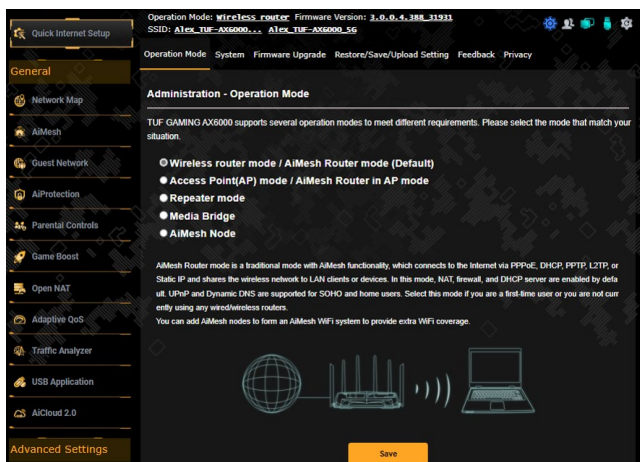 Quick Internet Setup
General
Network Map
AiMesh
Guest Network
AiProtection
Parental Controls
Game Boost
Open NAT
Adaptive QoS
Traffic Analyzer
USB Application
AiCloud 2.0
Advanced Settings
Operation Mode: Wireless router Firmware Version: 3.0.0.4.388_31931
SSID: Alex_TUF-AX6000... Alex_TUF-AX6000_5G
Operation Mode System Firmware Upgrade Restore/Save/Upload Setting Feedback Privacy
Administration - Operation Mode
TUF GAMING AX6000 supports several operation modes to meet different requirements. Please select the mode that match your
situation.
Wireless router mode / AiMesh Router mode (Default)
Access Point(AP) mode / AiMesh Router in AP mode
Repeater mode
Media Bridge
AiMesh Node
AiMesh Router mode is a traditional mode with AiMesh functionality, which connects to the Internet via PPPoE, DHCP, PPTP, L2TP, or
Static IP and shares the wireless network to LAN clients or devices. In this mode, NAT, firewall, and DHCP server are enabled by defa
ult. UPnP and Dynamic DNS are supported for SOHO and home users. Select this mode if you are a first-time user or you are not curr
ently using any wired/wireless routers.
You can add AiMesh nodes to form an AiMesh WiFi system to provide extra WiFi coverage.
Save